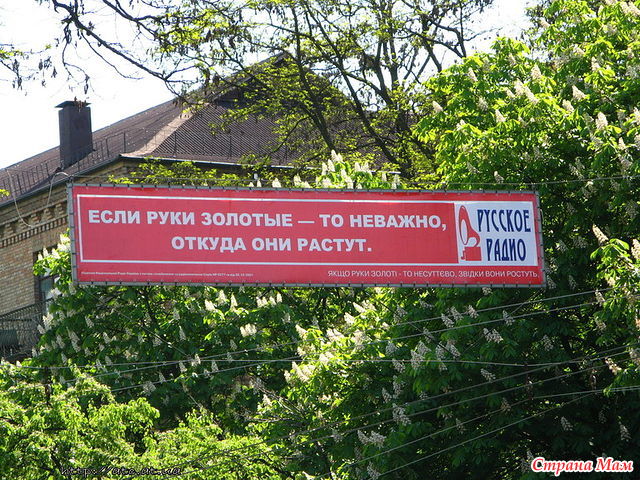 ЕСЛИ РУКИ ЗОЛОТЫЕ — ТО НЕВАЖНО,
ОТКУДА ОНИ РАСТУТ.
РУССКОЕ
РАДИО
ЯКЩО РУКИ ЗОЛОТІ - ТО НЕСУТТЄВО, ЗВІДКИ ВОНИ РОСТУТЬ.
Страна Мам